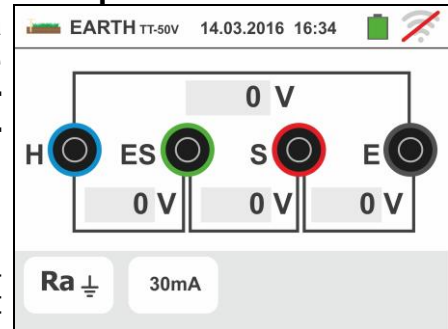 EARTH TT-50V 14.03.2016 16:34
0 V
H ES S E
0 V 0 V 0 V
Ra 30mA